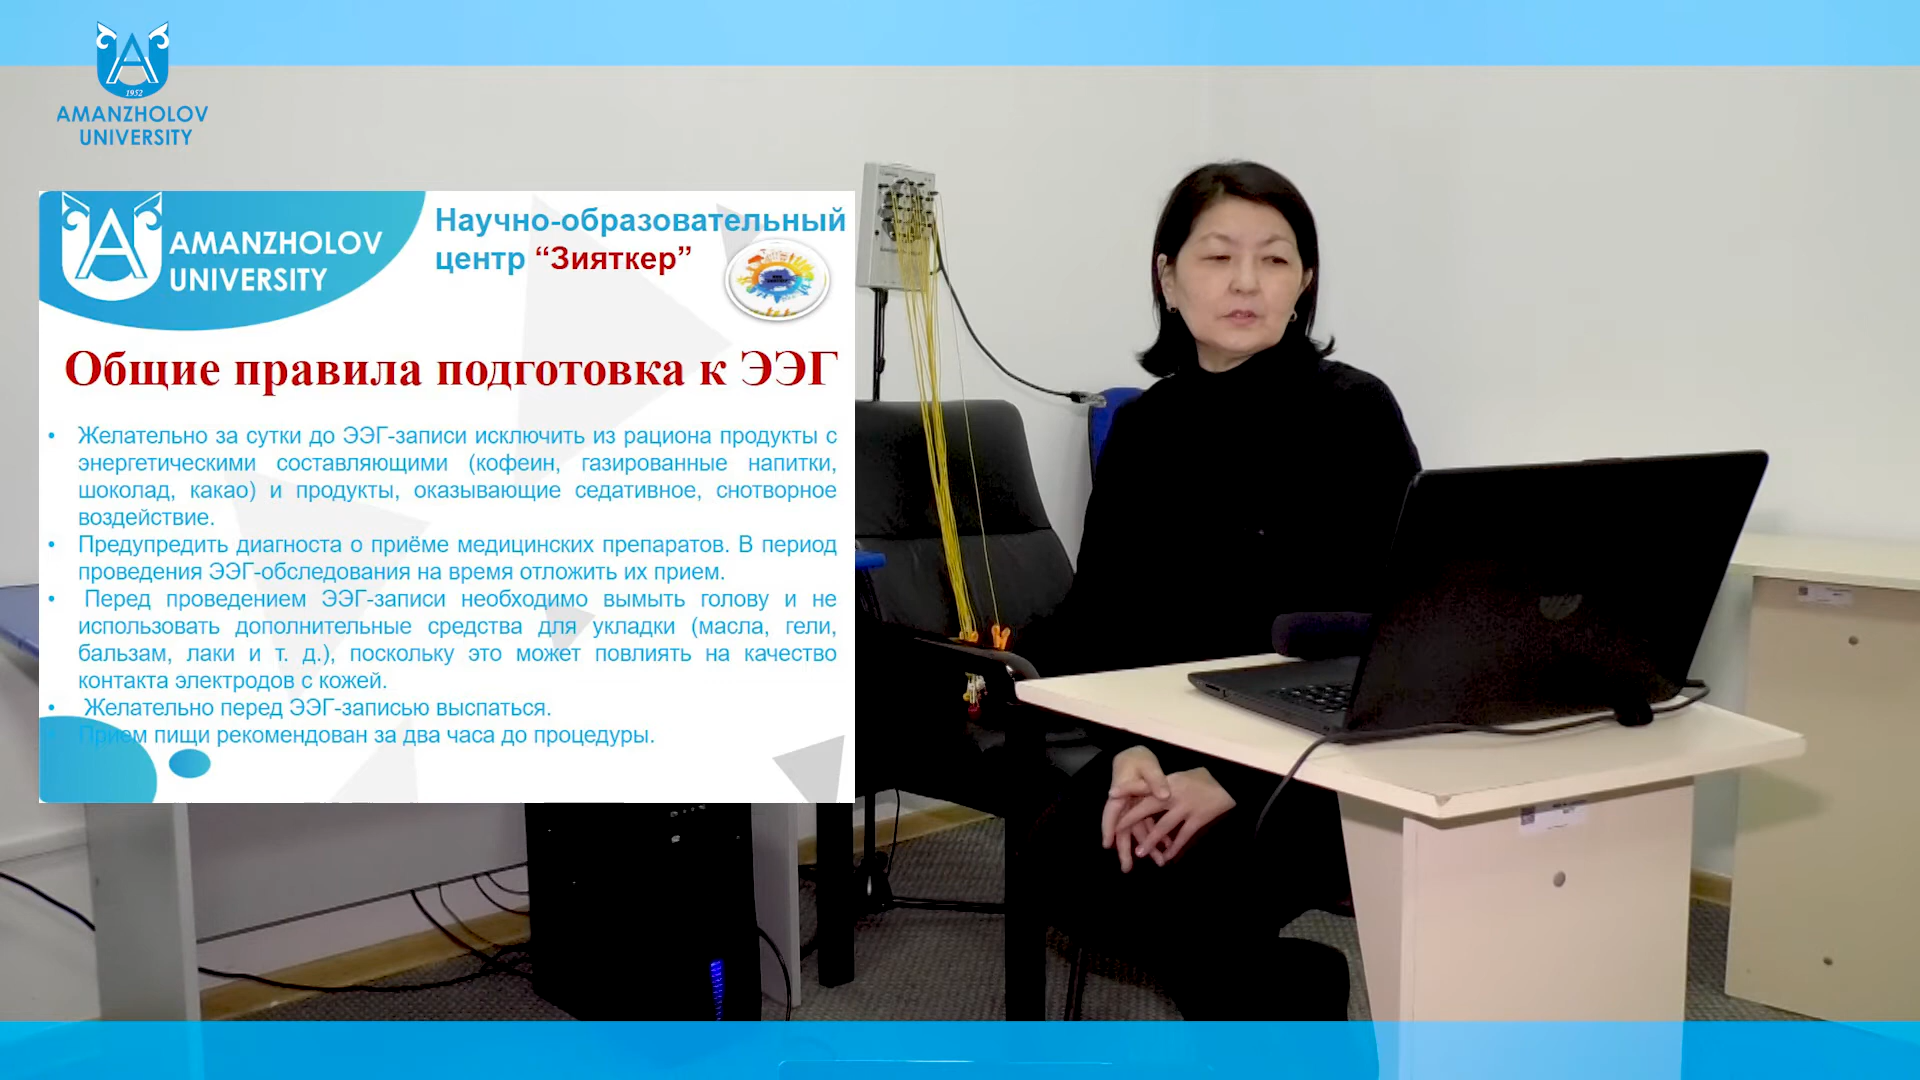 1952
AMANZHOLOV
UNIVERSITY
AMANZHOLOV
UNIVERSITY
Научно-образовательный
центр “Зияткер”
Общие правила подготовка к ЭЭГ
• Желательно за сутки до ЭЭГ-записи исключить из рациона продукты с
энергетическими составляющими (кофеин, газированные напитки,
шоколад, какао) и продукты, оказывающие седативное, снотворное
воздействие.
• Предупредить диагноста о приёме медицинских препаратов. В период
проведения ЭЭГ-обследования на время отложить их прием.
• Перед проведением ЭЭГ-записи необходимо вымыть голову и не
использовать дополнительные средства для укладки (масла, гели,
бальзам, лаки и т. д.), поскольку это может повлиять на качество
контакта электродов с кожей.
• Желательно перед ЭЭГ-записью выспаться.
• Прием пищи рекомендован за два часа до процедуры.